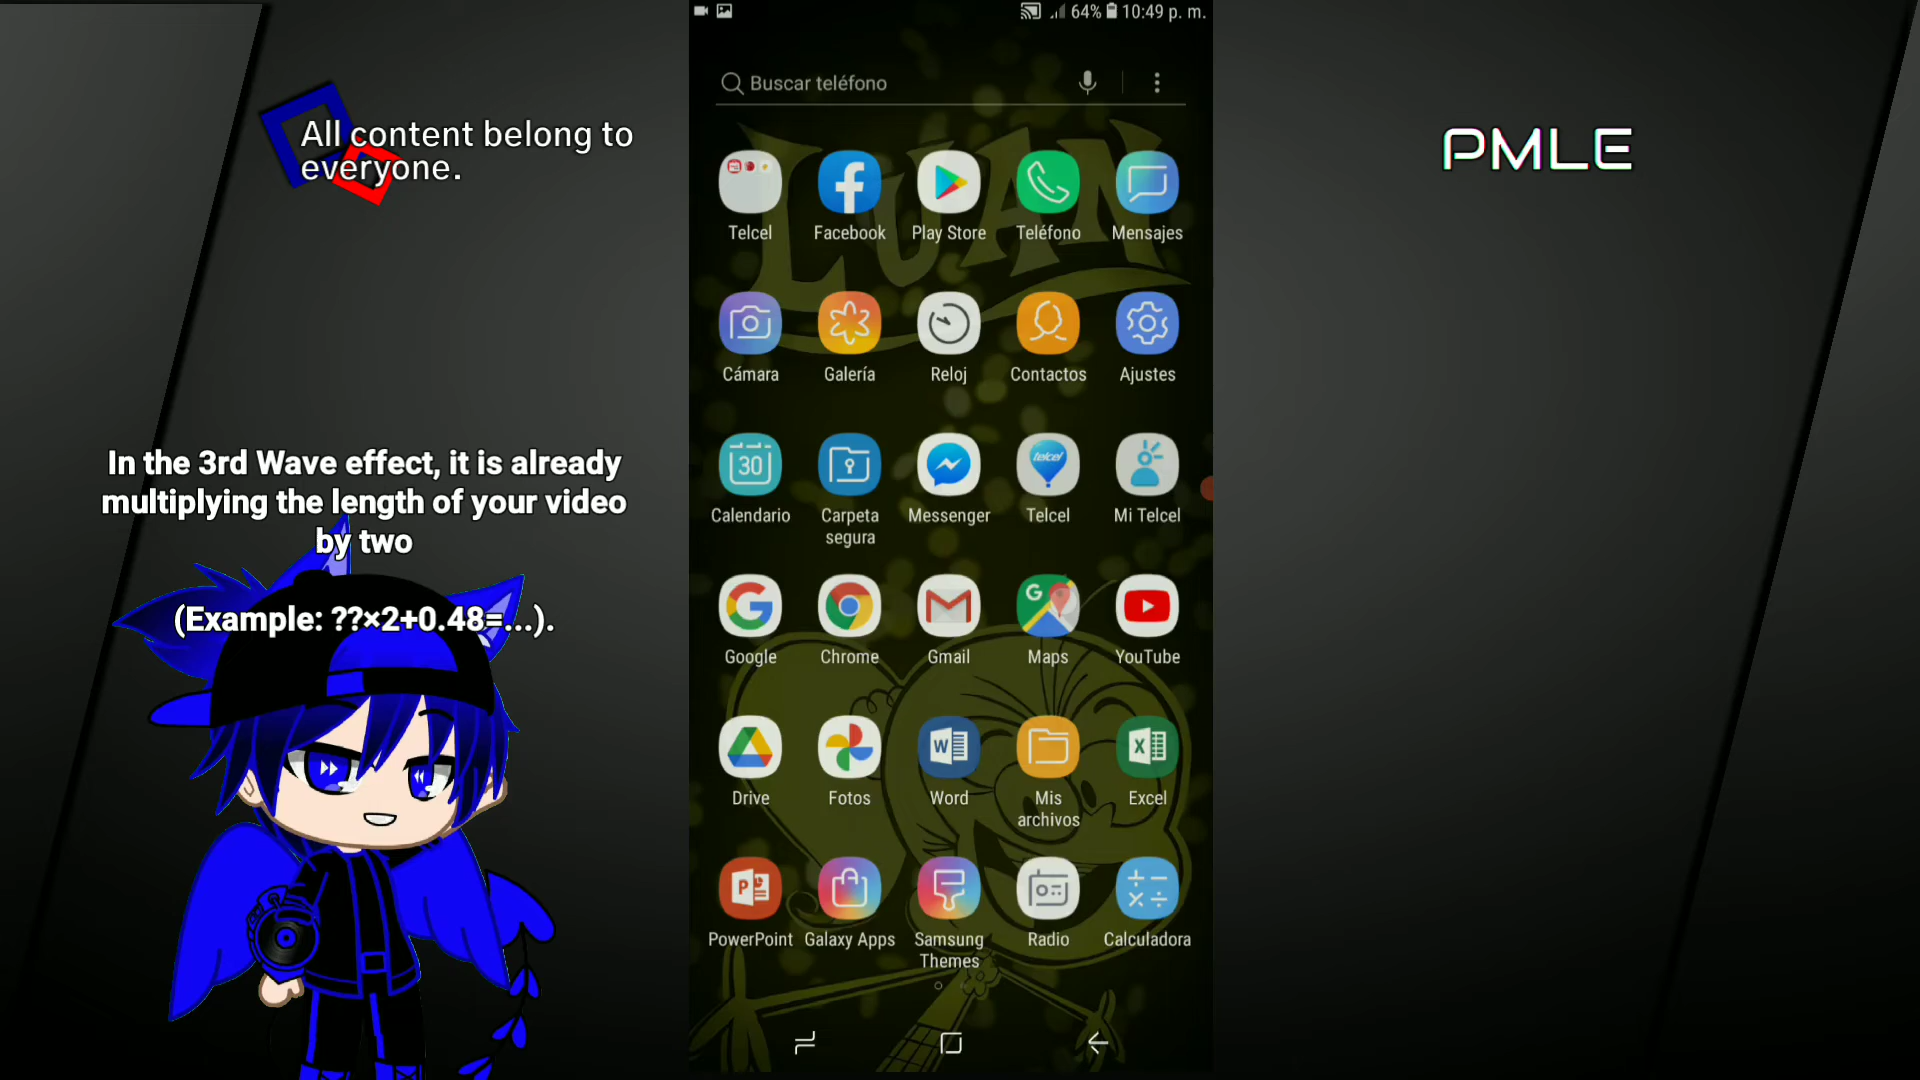 64% 10:49 p. m.
Buscar teléfono
All content belong to
everyone.
PMLE
LUAN
Telcel Facebook Play Store Teléfono Mensajes
Cámara Galería Reloj Contactos Ajustes
30 telcel
Calendario Carpeta segura Messenger Telcel Mi Telcel
In the 3rd Wave effect, it is already
multiplying the length of your video
by two
(Example: ??×2+0.48=...).
G
Google Chrome Gmail Maps YouTube
W X
Drive Fotos Word Mis archivos Excel
P
PowerPoint Galaxy Apps Samsung Themes Radio Calculadora